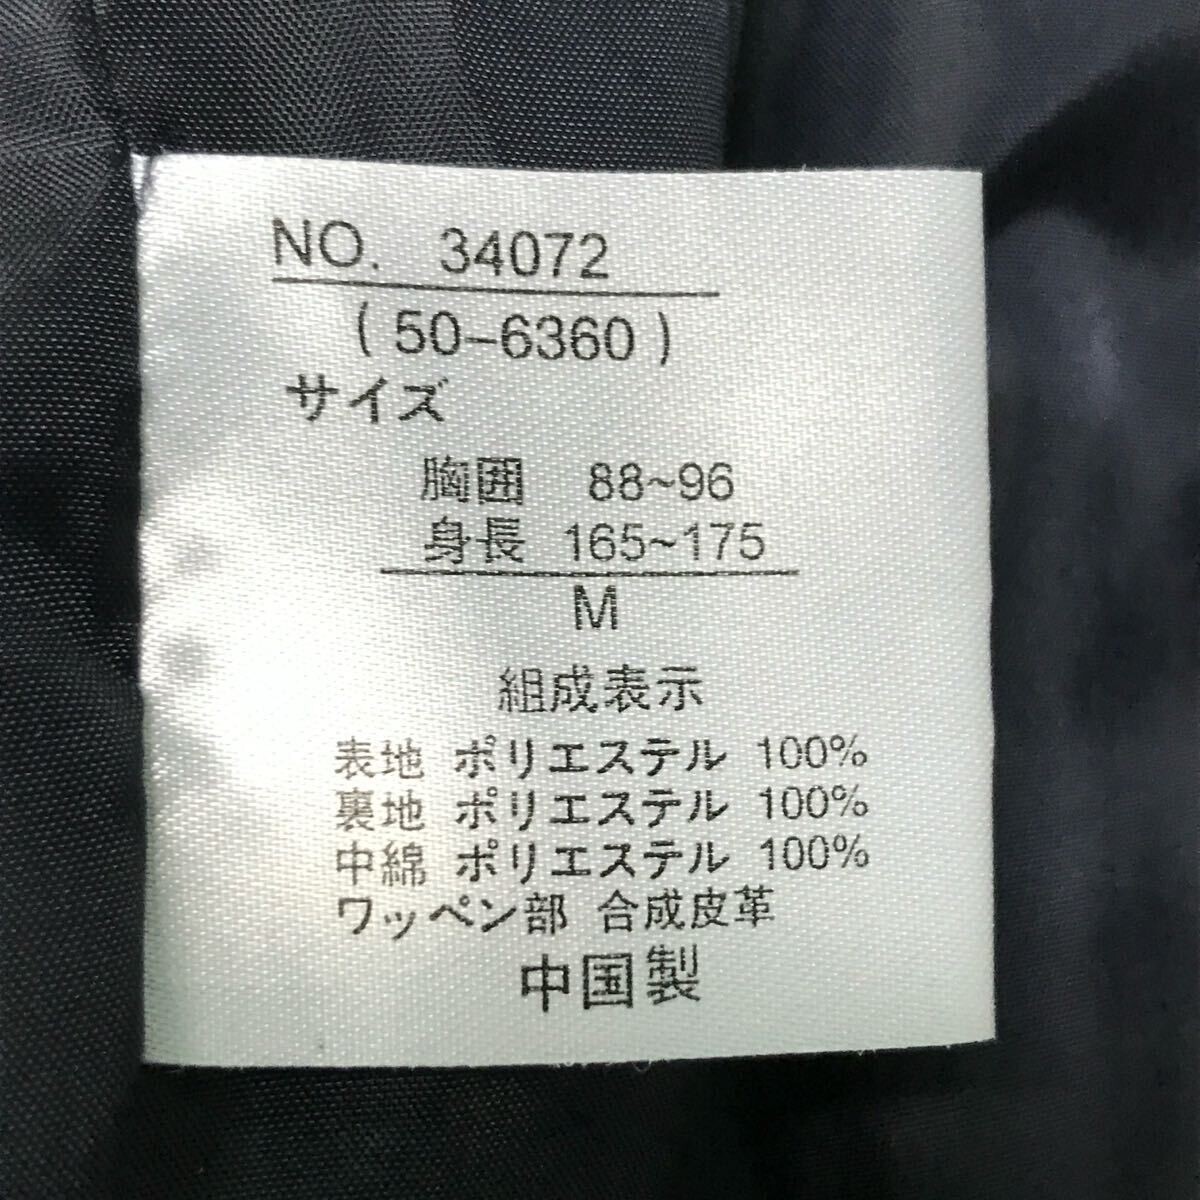 NO. 34072
(50-6360)
サイズ
胸囲 88~96
身長 165~175
M
組成表示
表地 ポリエステル 100%
裏地 ポリエステル 100%
中綿 ポリエステル 100%
ワッペン部 合成皮革
中国製